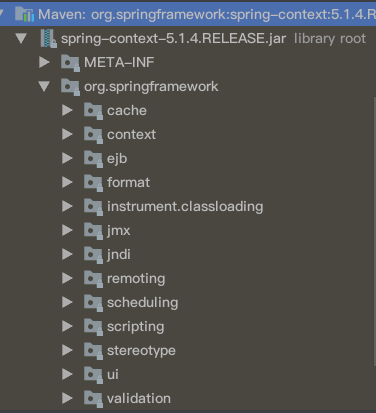 Maven: org.springframework:spring-context:5.1.4.R
spring-context-5.1.4.RELEASE.jar library root
META-INF
org.springframework
cache
context
ejb
format
instrument.classloading
jmx
jndi
remoting
scheduling
scripting
stereotype
ui
validation